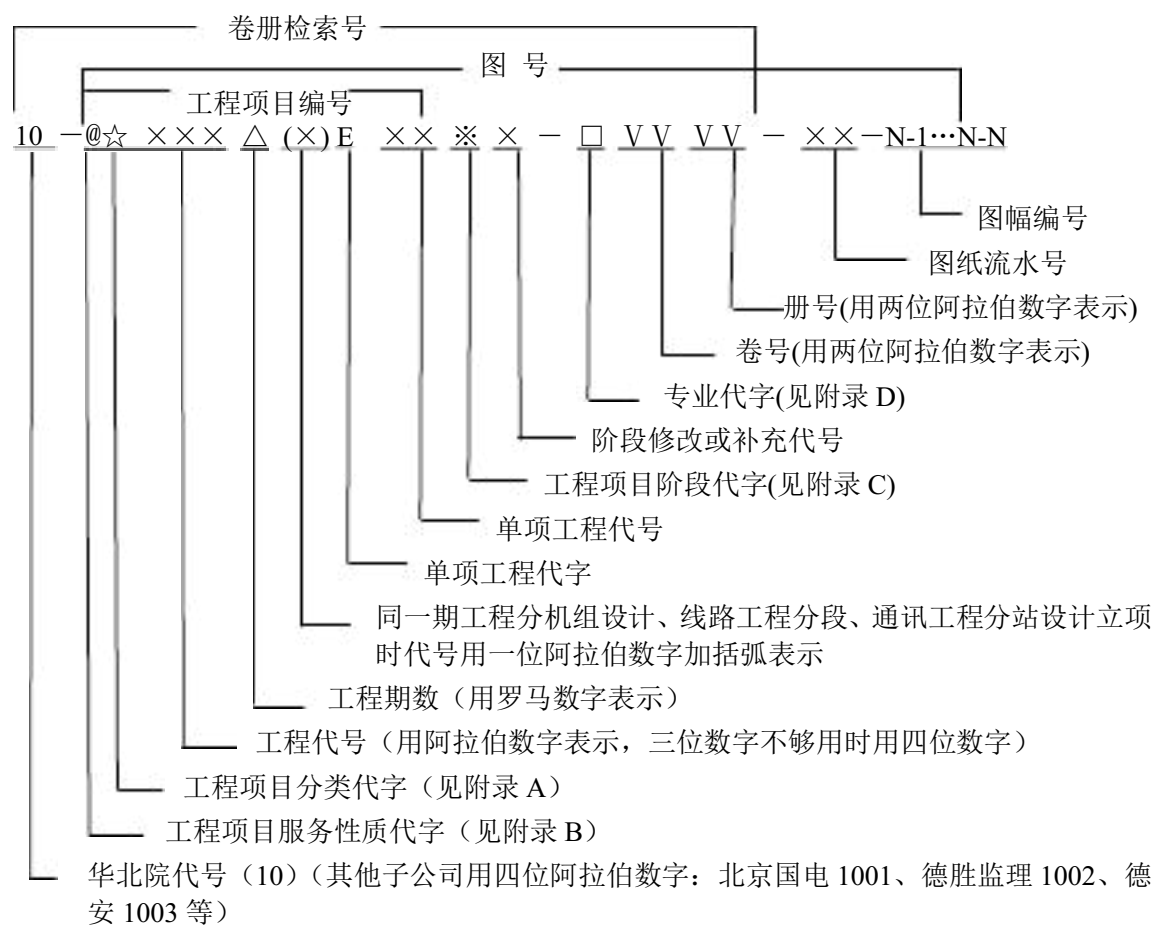 卷册检索号
图 号
工程项目编号
10 －@☆ ××× △ (×) E ×× ※ × － □ VV VV － ××－N-1…N-N
图幅编号
图纸流水号
册号(用两位阿拉伯数字表示)
卷号(用两位阿拉伯数字表示)
专业代字(见附录 D)
阶段修改或补充代号
工程项目阶段代字(见附录 C)
单项工程代号
单项工程代字
同一期工程分机组设计、线路工程分段、通讯工程分站设计立项
时代号用一位阿拉伯数字加括弧表示
工程期数（用罗马数字表示）
工程代号（用阿拉伯数字表示，三位数字不够用时用四位数字）
工程项目分类代字（见附录 A）
工程项目服务性质代字（见附录 B）
华北院代号（10）（其他子公司用四位阿拉伯数字：北京国电 1001、德胜监理 1002、德
安 1003 等）